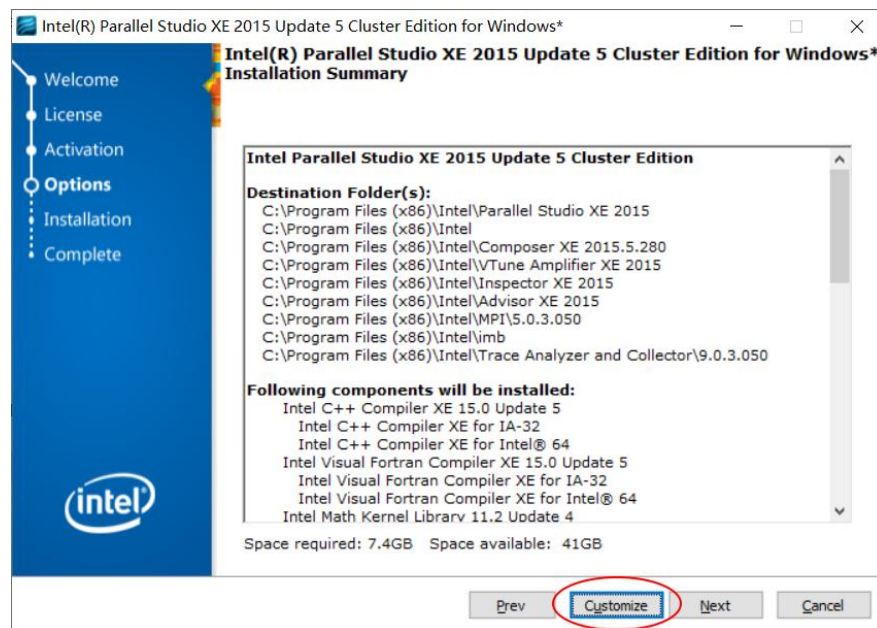 Intel(R) Parallel Studio XE 2015 Update 5 Cluster Edition for Windows*
Intel(R) Parallel Studio XE 2015 Update 5 Cluster Edition for Windows*
Installation Summary
Welcome
License
Activation
Options
Installation
Complete
Intel Parallel Studio XE 2015 Update 5 Cluster Edition
Destination Folder(s):
C:\Program Files (x86)\Intel\Parallel Studio XE 2015
C:\Program Files (x86)\Intel
C:\Program Files (x86)\Intel\Composer XE 2015.5.280
C:\Program Files (x86)\Intel\VTune Amplifier XE 2015
C:\Program Files (x86)\Intel\Inspector XE 2015
C:\Program Files (x86)\Intel\Advisor XE 2015
C:\Program Files (x86)\Intel\MPI\5.0.3.050
C:\Program Files (x86)\Intel\imb
C:\Program Files (x86)\Intel\Trace Analyzer and Collector\9.0.3.050
Following components will be installed:
Intel C++ Compiler XE 15.0 Update 5
Intel C++ Compiler XE for IA-32
Intel C++ Compiler XE for Intel® 64
Intel Visual Fortran Compiler XE 15.0 Update 5
Intel Visual Fortran Compiler XE for IA-32
Intel Visual Fortran Compiler XE for Intel® 64
Intel Math Kernel Library 11.2 Update 4
(intel)
Space required: 7.4GB Space available: 41GB
Prev Customize Next Cancel